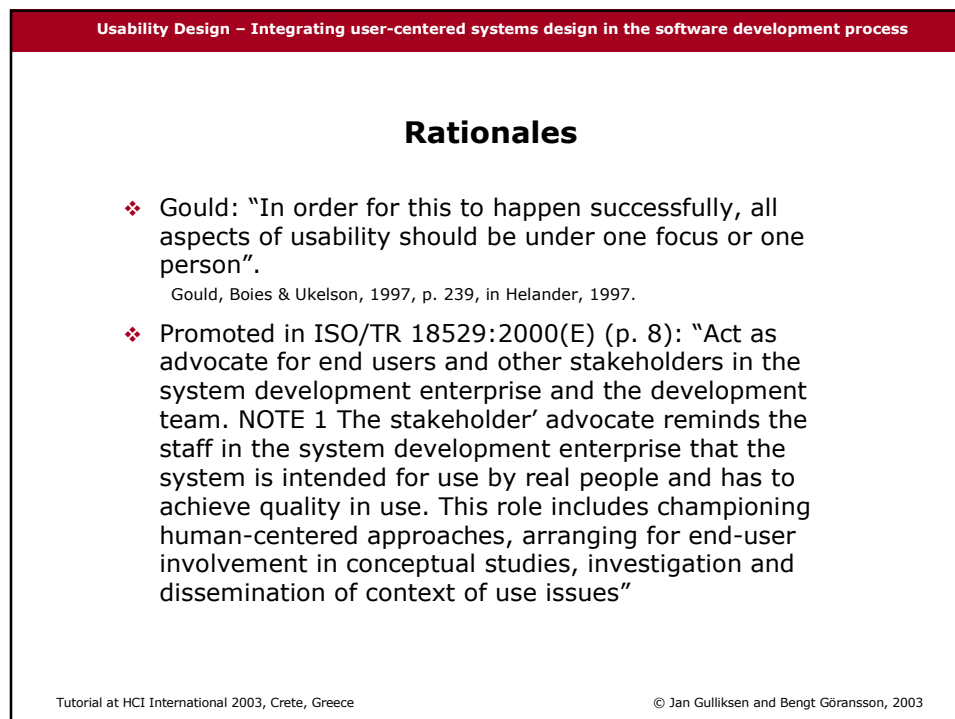 Usability Design – Integrating user-centered systems design in the software development process
Rationales
❖ Gould: “In order for this to happen successfully, all
aspects of usability should be under one focus or one
person”.
Gould, Boies & Ukelson, 1997, p. 239, in Helander, 1997.
❖ Promoted in ISO/TR 18529:2000(E) (p. 8): “Act as
advocate for end users and other stakeholders in the
system development enterprise and the development
team. NOTE 1 The stakeholder’ advocate reminds the
staff in the system development enterprise that the
system is intended for use by real people and has to
achieve quality in use. This role includes championing
human-centered approaches, arranging for end-user
involvement in conceptual studies, investigation and
dissemination of context of use issues”
Tutorial at HCI International 2003, Crete, Greece
© Jan Gulliksen and Bengt Göransson, 2003